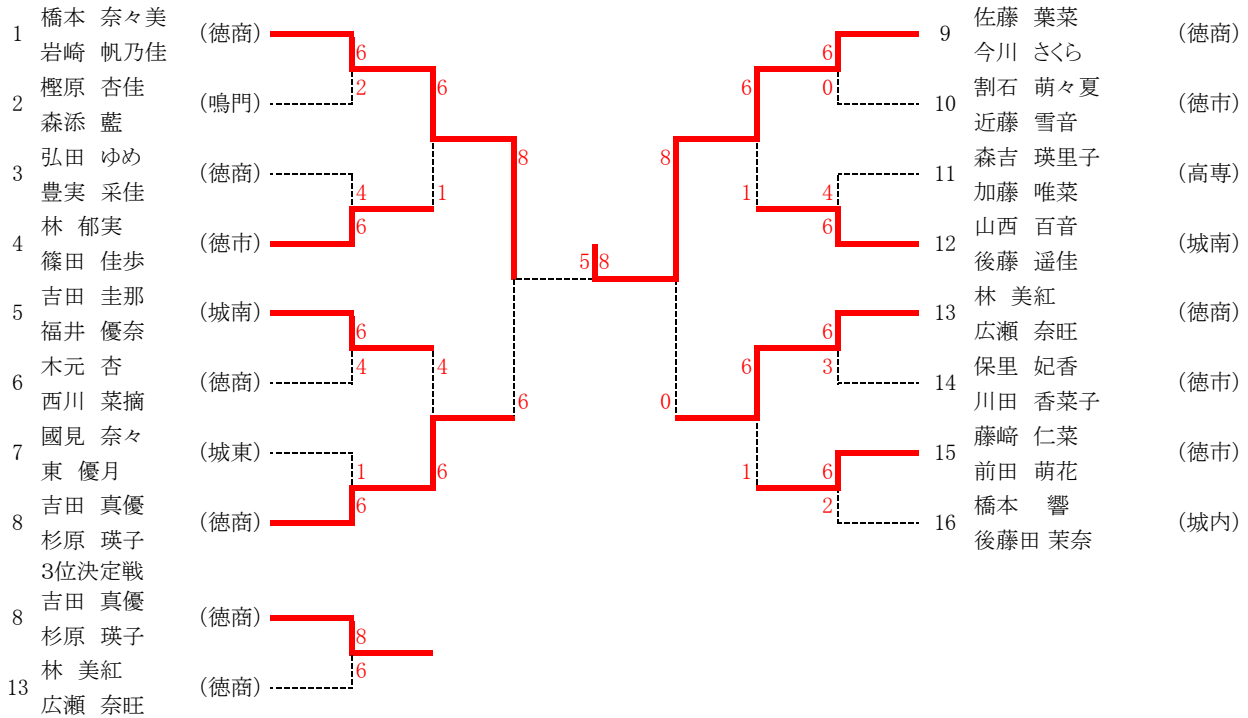 橋本 奈々美
1 (徳商)
岩崎 帆乃佳
6
樫原 杏佳
2 (鳴門)
2
6
森添 藍
弘田 ゆめ
3 (徳商)
8
豊実 采佳
4
1
林 郁実
6
4 (徳市)
篠田 佳歩
5
吉田 圭那
5 (城南)
福井 優奈
6
木元 杏
4
4
6 (徳商)
西川 菜摘
6
國見 奈々
7 (城東)
東 優月
1
6
吉田 真優
6
8 (徳商)
杉原 瑛子
佐藤 葉菜
9 (徳商)
今川 さくら
6
割石 萌々夏
6
0
10 (徳市)
近藤 雪音
森吉 瑛里子
8
11 (高専)
加藤 唯菜
1
4
山西 百音
6
12 (城南)
後藤 遥佳
8
林 美紅
13 (徳商)
広瀬 奈旺
6
保里 妃香
6
3
14 (徳市)
川田 香菜子
0
藤﨑 仁菜
15 (徳市)
前田 萌花
1
6
橋本 響
2
16 (城内)
後藤田 茉奈
3位決定戦
吉田 真優
8 (徳商)
杉原 瑛子
8
林 美紅
6
13 (徳商)
広瀬 奈旺